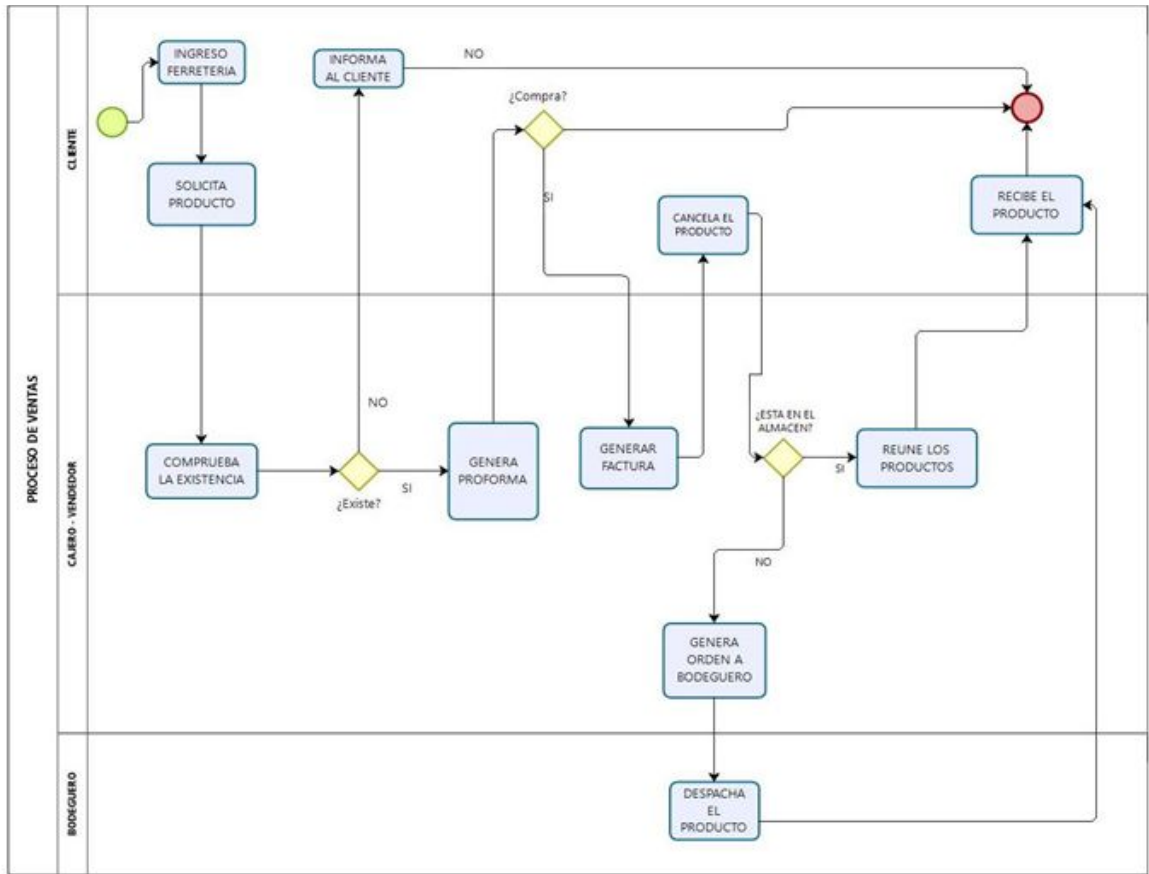 PROCESO DE VENTAS
CLIENTE
INGRESO
FERRETERIA
SOLICITA
PRODUCTO
INFORMA
AL CLIENTE
NO
¿Compra?
SI
CANCELA EL
PRODUCTO
RECIBE EL
PRODUCTO
CAJERO - VENDEDOR
COMPRUEBA
LA EXISTENCIA
NO
¿Existe?
SI
GENERA
PROFORMA
GENERAR
FACTURA
¿ESTA EN EL
ALMACEN?
SI
REUNE LOS
PRODUCTOS
NO
GENERA
ORDEN A
BODEGUERO
BODEGUERO
DESPACHA
EL
PRODUCTO